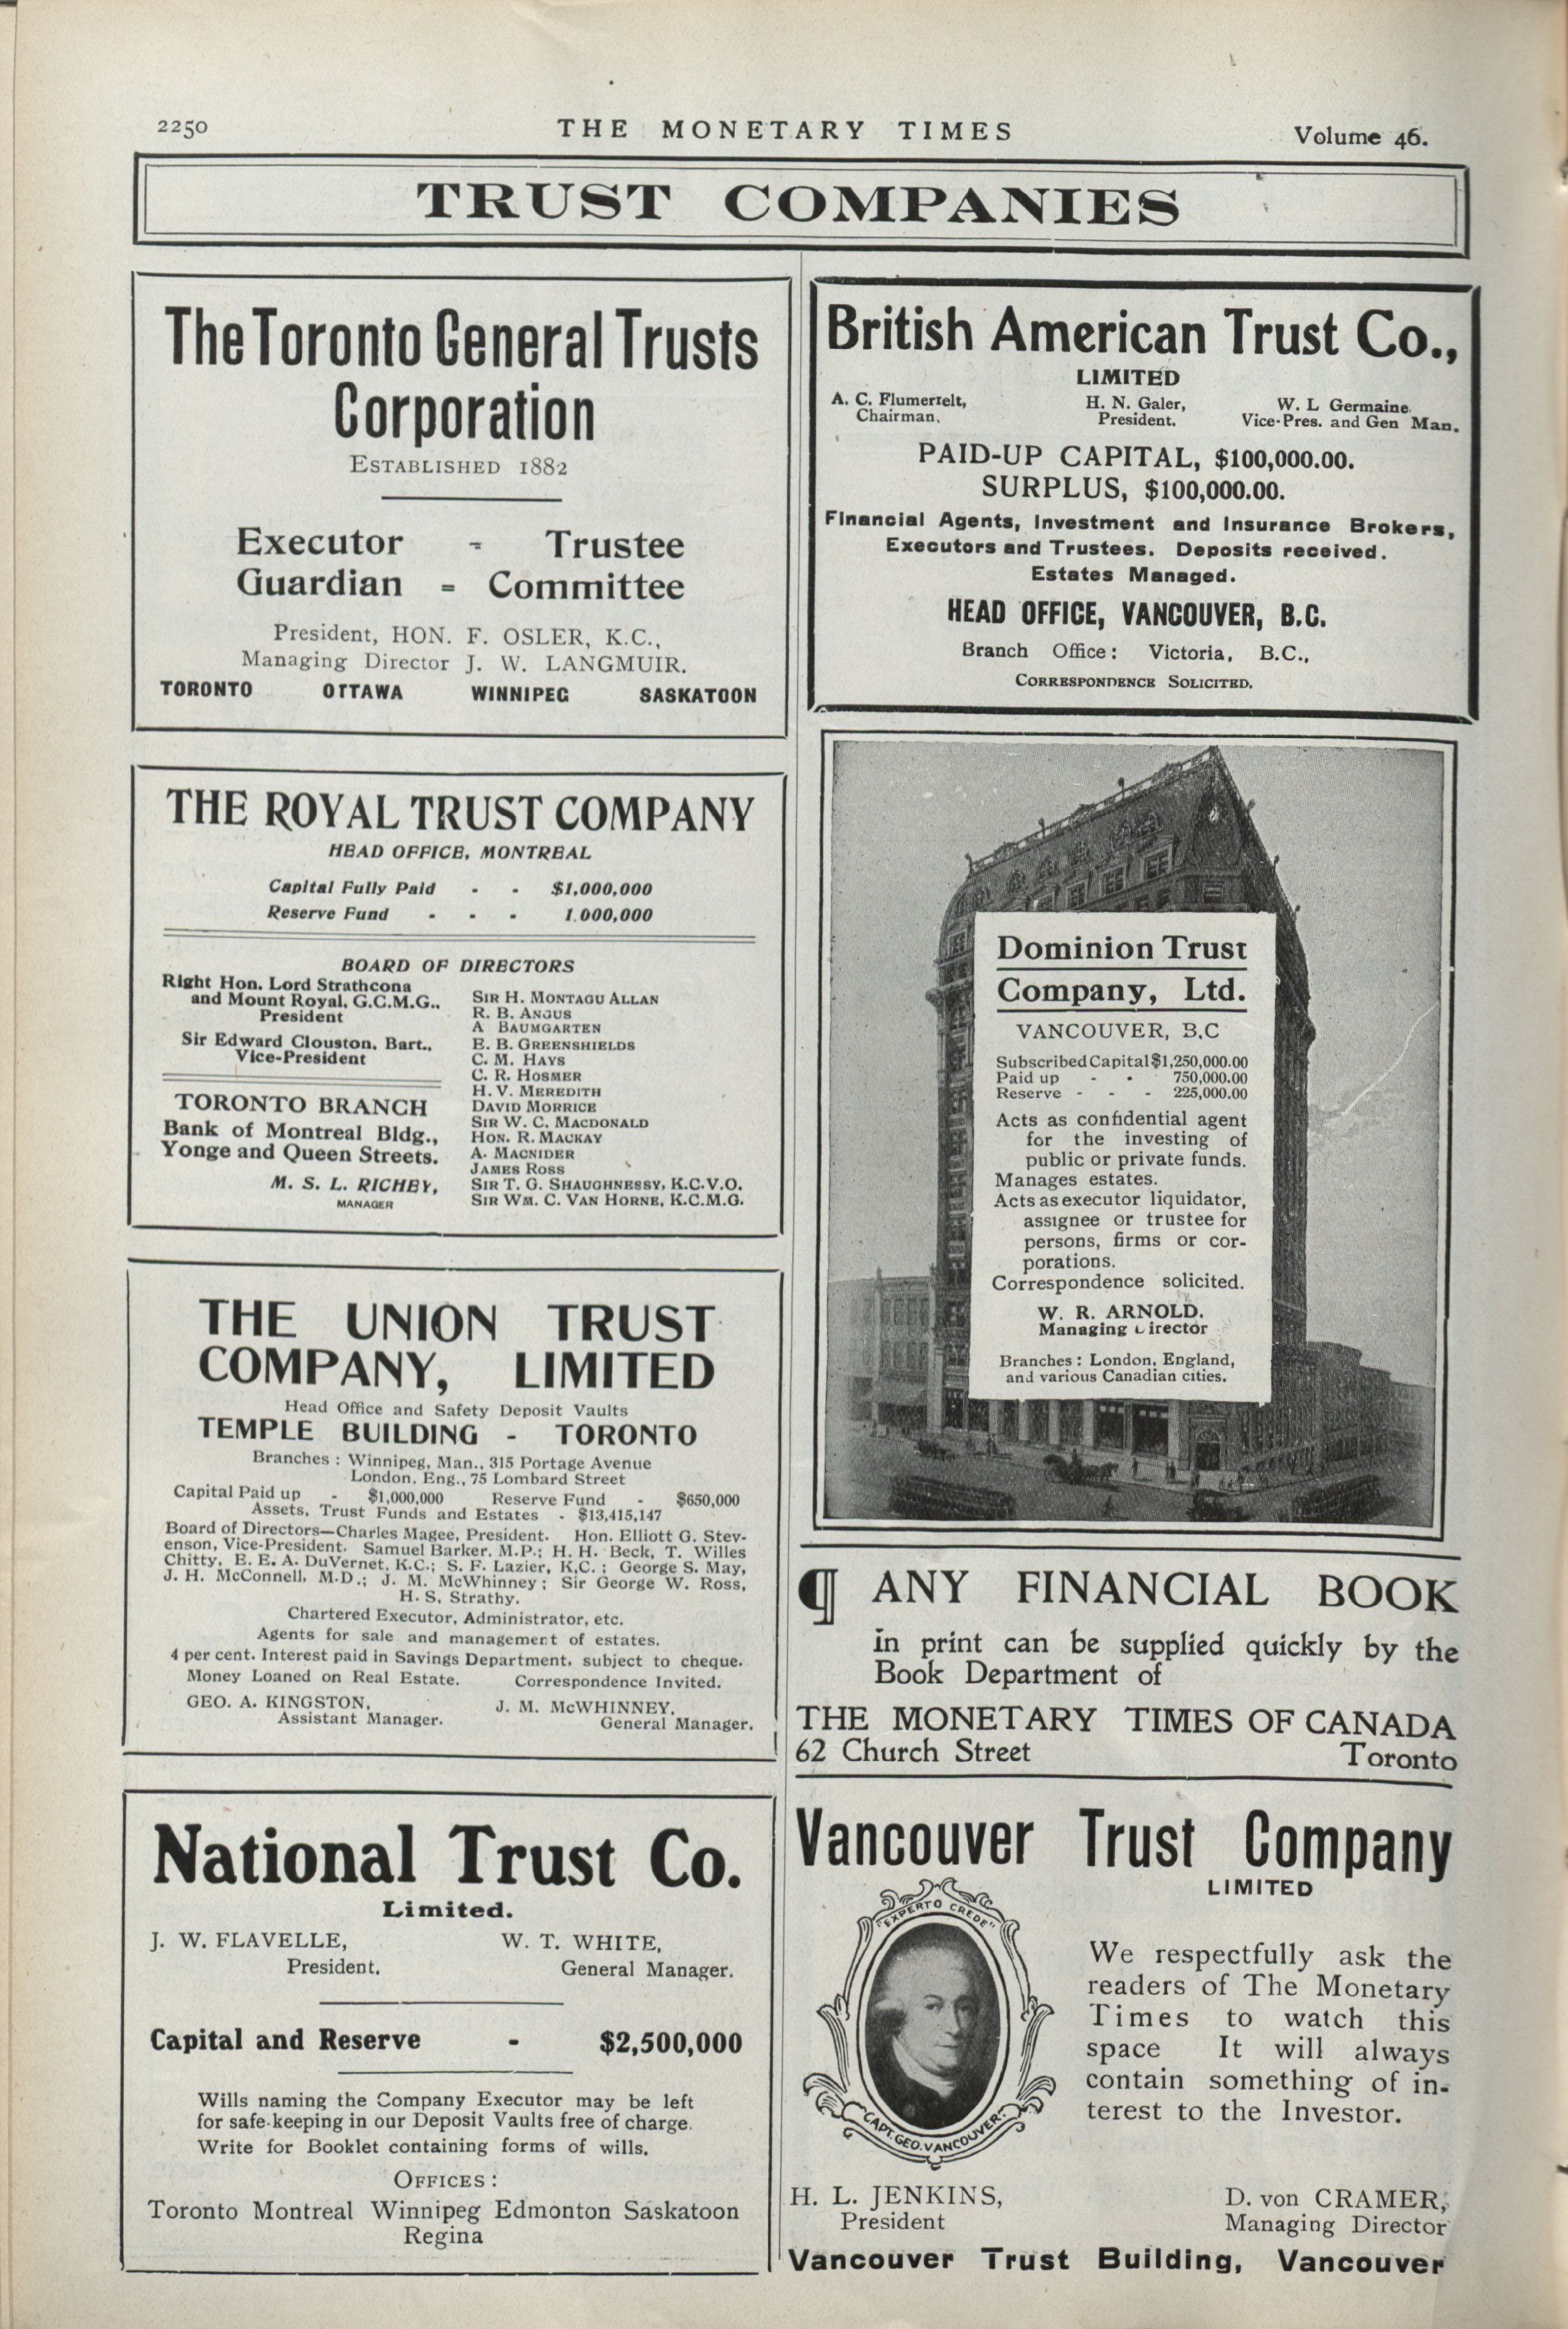 2250
THE MONETARY TIMES
Volume 46.
TRUST COMPANIES
The Toronto General Trusts
Corporation
ESTABLISHED 1882
Executor - Trustee
Guardian - Committee
President, HON. F. OSLER, K.C.,
Managing Director J. W. LANGMUIR.
TORONTO OTTAWA WINNIPEG SASKATOON
THE ROYAL TRUST COMPANY
HEAD OFFICE, MONTREAL
Capital Fully Paid - - $1,000,000
Reserve Fund - - - 1.000,000
BOARD OF DIRECTORS
Right Hon. Lord Strathcona
and Mount Royal, G.C.M.G.,
President
Sir Edward Clouston, Bart.,
Vice-President
TORONTO BRANCH
Bank of Montreal Bldg.,
Yonge and Queen Streets.
M. S. L. RICHEY,
MANAGER
SIR H. MONTAGU ALLAN
R. B. ANGUS
A BAUMGARTEN
E. B. GREENSHIELDS
C. M. HAYS
C. R. HOSMER
H. V. MEREDITH
DAVID MORRICE
SIR W. C. MACDONALD
HON. R. MACKAY
A. MACNIDER
JAMES ROSS
SIR T. G. SHAUGHNESSY, K.C.V.O.
SIR WM. C. VAN HORNE, K.C.M.G.
THE UNION TRUST
COMPANY, LIMITED
Head Office and Safety Deposit Vaults
TEMPLE BUILDING - TORONTO
Branches : Winnipeg, Man., 315 Portage Avenue
London, Eng., 75 Lombard Street
Capital Paid up - $1,000,000 Reserve Fund - $650,000
Assets, Trust Funds and Estates - $13,415,147
Board of Directors—Charles Magee, President. Hon. Elliott G. Stev-
enson, Vice-President. Samuel Barker, M.P.; H. H. Beck, T. Willes
Chitty, E. E. A. DuVernet, K.C.; S. F. Lazier, K.C. ; George S. May,
J. H. McConnell, M.D.; J. M. McWhinney ; Sir George W. Ross,
H. S. Strathy.
Chartered Executor, Administrator, etc.
Agents for sale and management of estates.
4 per cent. Interest paid in Savings Department, subject to cheque.
Money Loaned on Real Estate. Correspondence Invited.
GEO. A. KINGSTON,
Assistant Manager.
J. M. McWHINNEY,
General Manager.
National Trust Co.
Limited.
J. W. FLAVELLE,
President.
W. T. WHITE,
General Manager.
Capital and Reserve - $2,500,000
Wills naming the Company Executor may be left
for safe-keeping in our Deposit Vaults free of charge.
Write for Booklet containing forms of wills.
OFFICES :
Toronto Montreal Winnipeg Edmonton Saskatoon
Regina
British American Trust Co.,
LIMITED
A. C. Flumerfelt,
Chairman.
H. N. Galer,
President.
W. L Germaine.
Vice-Pres. and Gen Man.
PAID-UP CAPITAL, $100,000.00.
SURPLUS, $100,000.00.
Financial Agents, Investment and Insurance Brokers,
Executors and Trustees. Deposits received.
Estates Managed.
HEAD OFFICE, VANCOUVER, B.C.
Branch Office : Victoria, B.C.,
CORRESPONDENCE SOLICITED.
Dominion Trust
Company, Ltd.
VANCOUVER, B.C
Subscribed Capital $1,250,000.00
Paid up - - 750,000.00
Reserve - - - 225,000.00
Acts as confidential agent
for the investing of
public or private funds.
Manages estates.
Acts as executor liquidator,
assignee or trustee for
persons, firms or cor-
porations.
Correspondence solicited.
W. R. ARNOLD.
Managing Director
Branches : London, England,
and various Canadian cities.
¶ ANY FINANCIAL BOOK
in print can be supplied quickly by the
Book Department of
THE MONETARY TIMES OF CANADA
62 Church Street Toronto
Vancouver Trust Company
LIMITED
"EXPERTO CREDE"
CAPT. GEO. VANCOUVER.
We respectfully ask the
readers of The Monetary
Times to watch this
space It will always
contain something of in-
terest to the Investor.
H. L. JENKINS,
President
D. von CRAMER,
Managing Director
Vancouver Trust Building, Vancouver